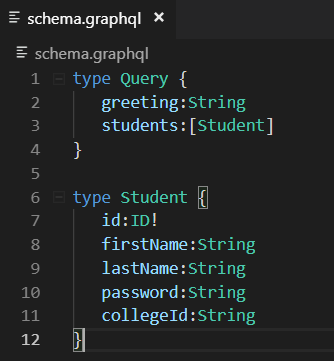 schema.graphql ×
schema.graphql
1 type Query {
2    greeting:String
3    students:[Student]
4 }
5
6 type Student {
7    id:ID!
8    firstName:String
9    lastName:String
10    password:String
11    collegeId:String
12 }